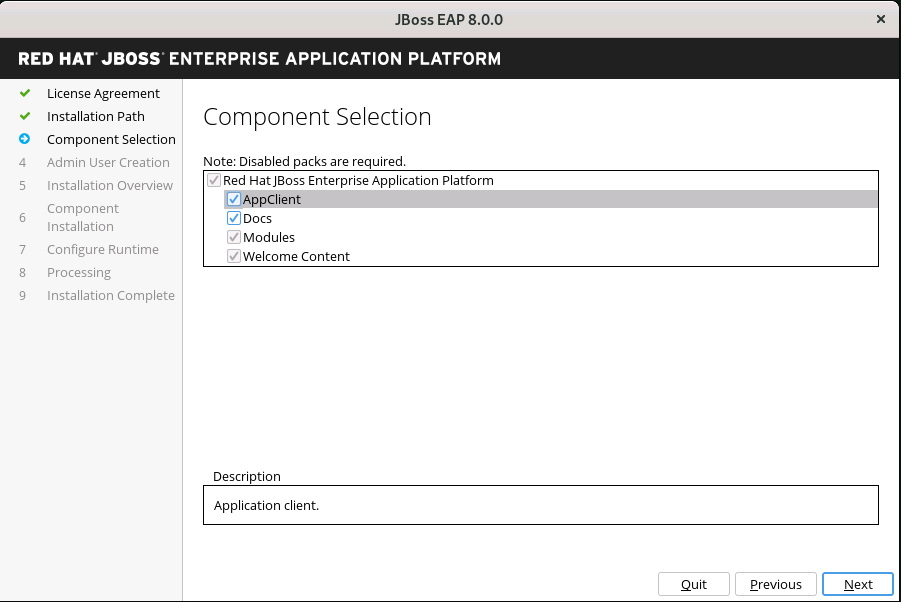 JBoss EAP 8.0.0
×
RED HAT® JBOSS® ENTERPRISE APPLICATION PLATFORM
License Agreement
Installation Path
Component Selection
4 Admin User Creation
5 Installation Overview
6 Component
Installation
7 Configure Runtime
8 Processing
9 Installation Complete
Component Selection
Note: Disabled packs are required.
Red Hat JBoss Enterprise Application Platform
AppClient
Docs
Modules
Welcome Content
Description
Application client.
Quit
Previous
Next